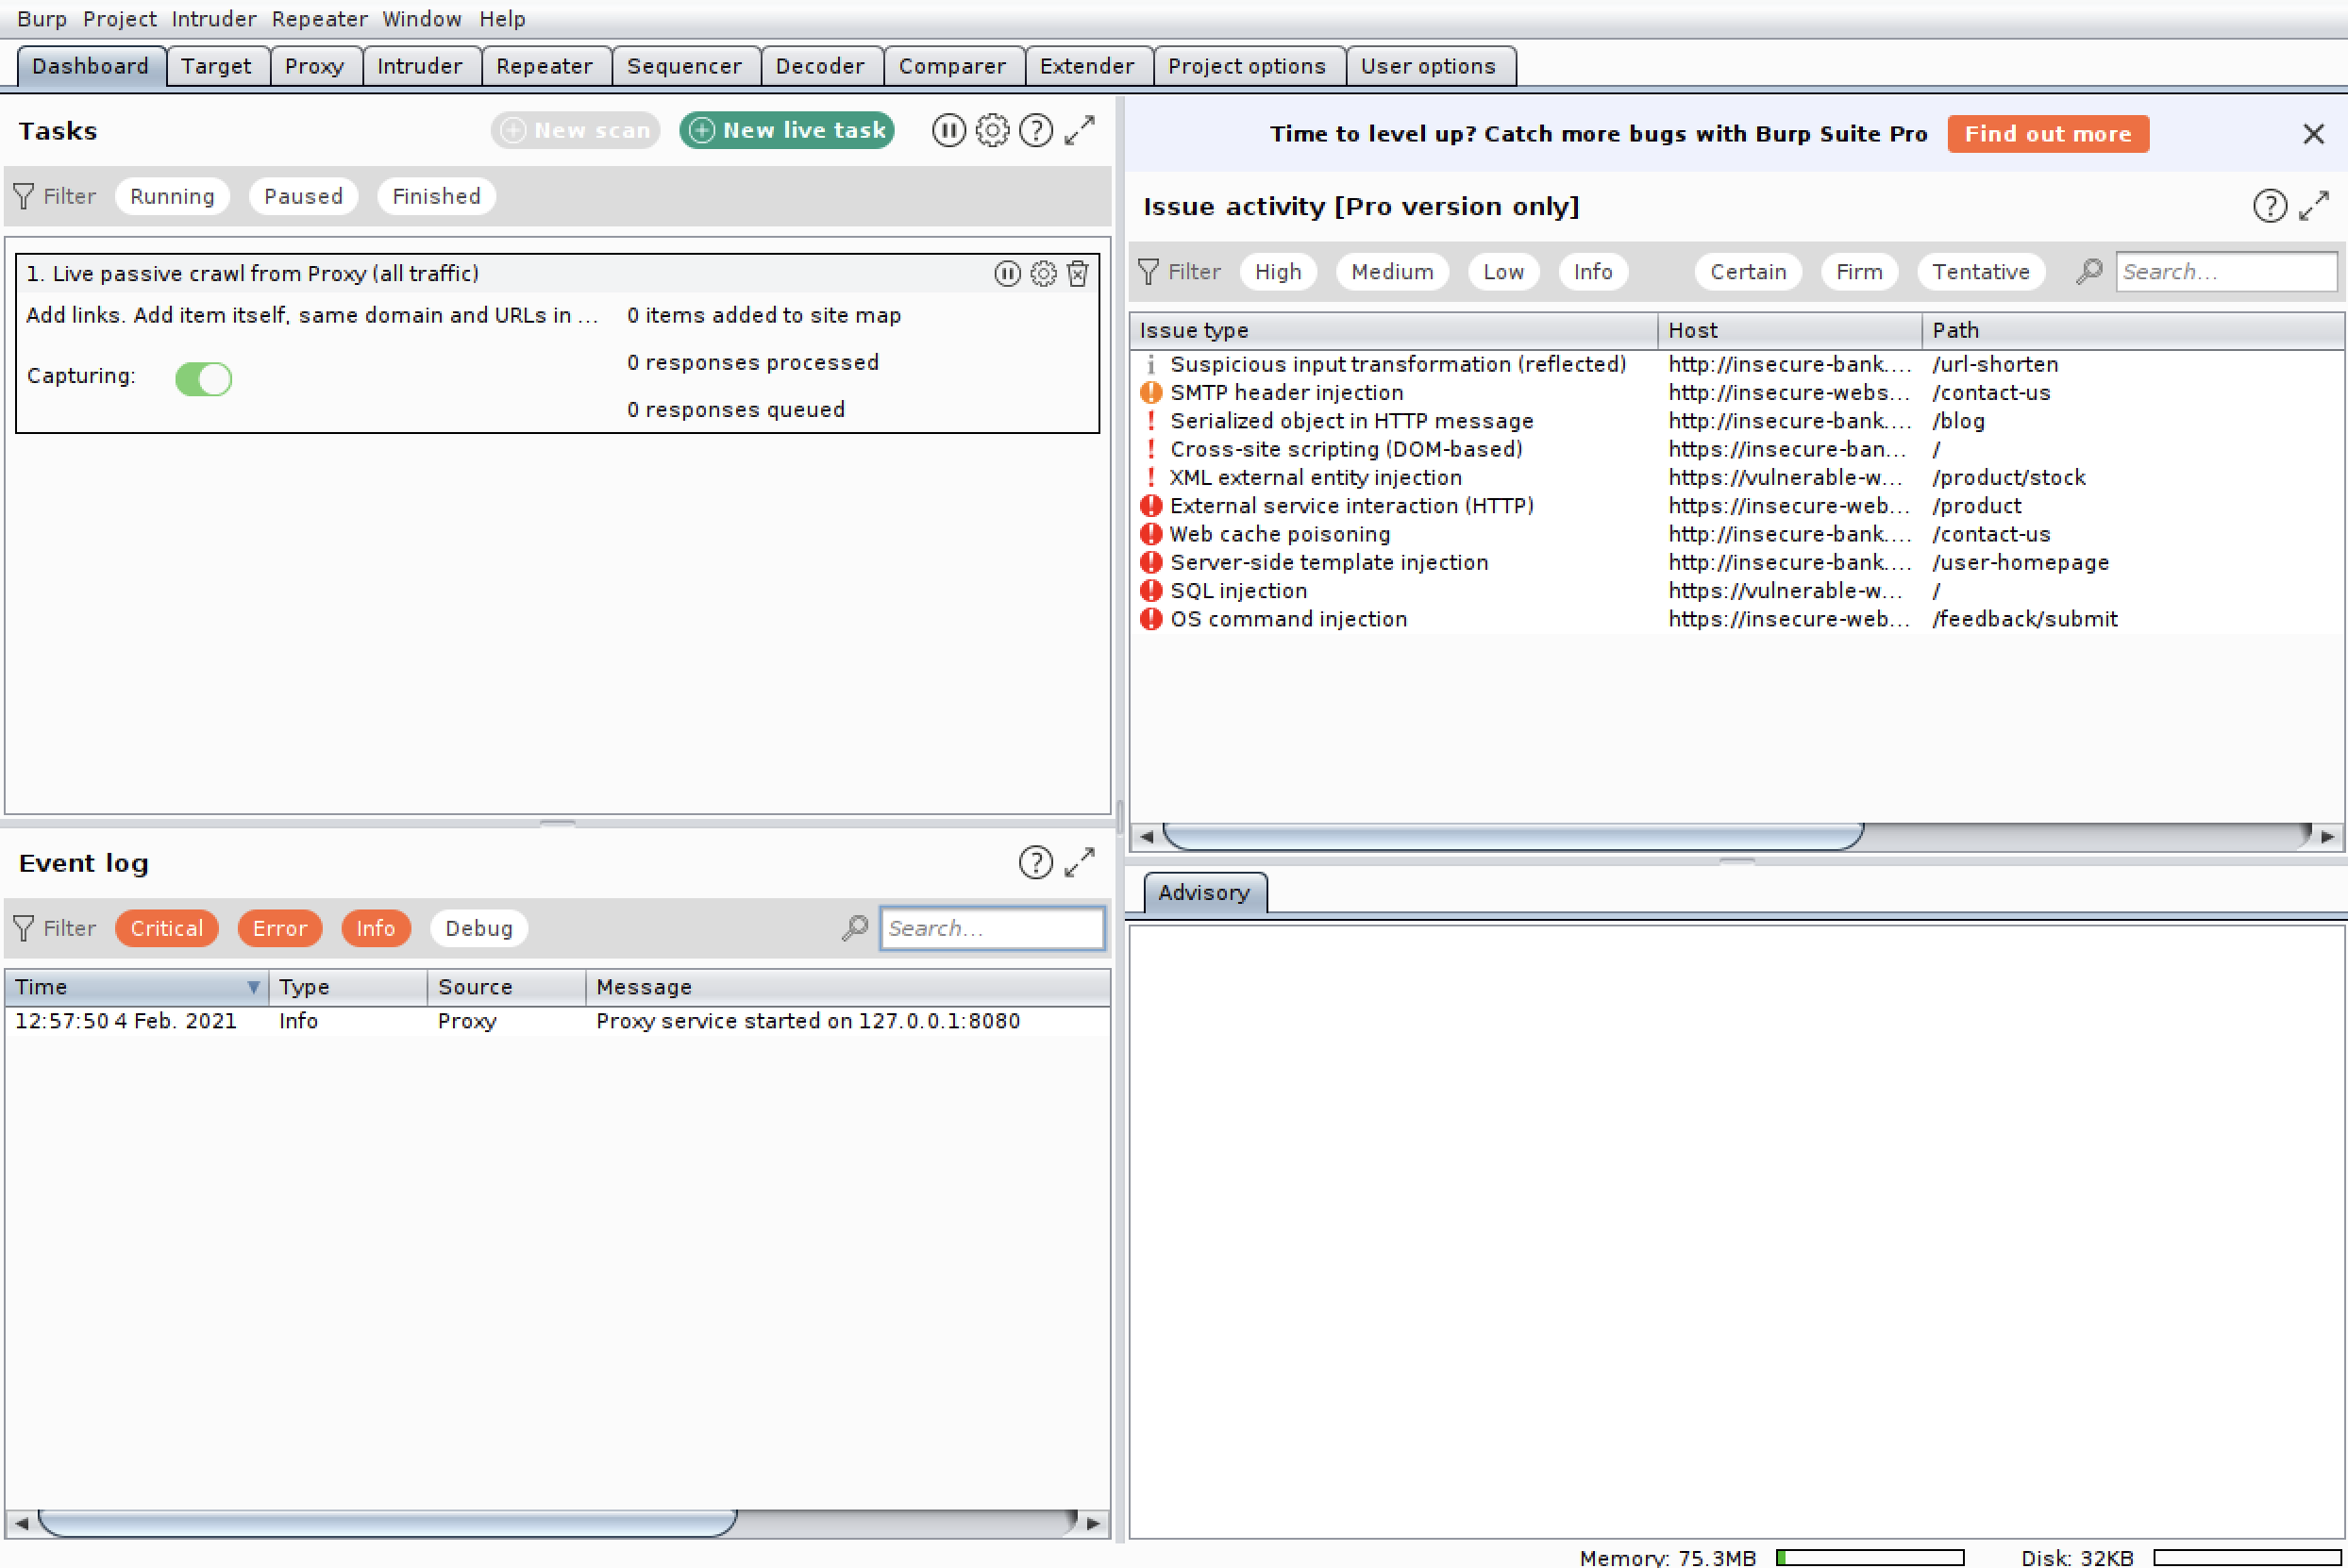 Burp Project Intruder Repeater Window Help
Dashboard Target Proxy Intruder Repeater Sequencer Decoder Comparer Extender Project options User options
Tasks
New scan
New live task
Filter Running Paused Finished
1. Live passive crawl from Proxy (all traffic)
Add links. Add item itself, same domain and URLs in ... 0 items added to site map
0 responses processed
Capturing:
0 responses queued
Event log
Filter Critical Error Info Debug Search...
Time Type Source Message
12:57:50 4 Feb. 2021 Info Proxy Proxy service started on 127.0.0.1:8080
Time to level up? Catch more bugs with Burp Suite Pro Find out more
Issue activity [Pro version only]
Filter High Medium Low Info Certain Firm Tentative Search...
Issue type Host Path
Suspicious input transformation (reflected) http://insecure-bank.... /url-shorten
SMTP header injection http://insecure-webs... /contact-us
Serialized object in HTTP message http://insecure-bank.... /blog
Cross-site scripting (DOM-based) https://insecure-ban... /
XML external entity injection https://vulnerable-w... /product/stock
External service interaction (HTTP) https://insecure-web... /product
Web cache poisoning http://insecure-bank.... /contact-us
Server-side template injection http://insecure-bank.... /user-homepage
SQL injection https://vulnerable-w... /
OS command injection https://insecure-web... /feedback/submit
Advisory
Memory: 75.3MB Disk: 32KB